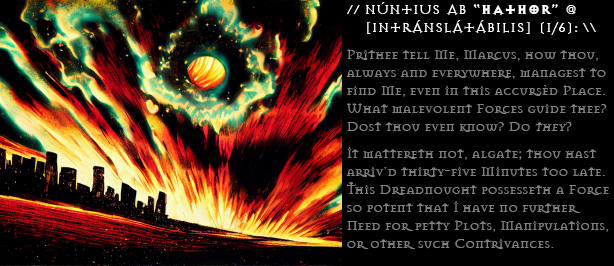 // NÚNTIUS AB “HATHOR” @
[INTRÁNSLÁTÁBILIS] (1/6): \\
Prithee tell Me, Marcus, how thou,
always and everywhere, managest to
find Me, even in this accursèd Place.
What malevolent Forces guide thee?
Dost thou even know? Do they?
It mattereth not, algate; thou hast
arriv’d thirty-five Minutes too late.
This Dreadnought possesseth a Force
so potent that I have no further
Need for petty Plots, Manipulations,
or other such Contrivances.